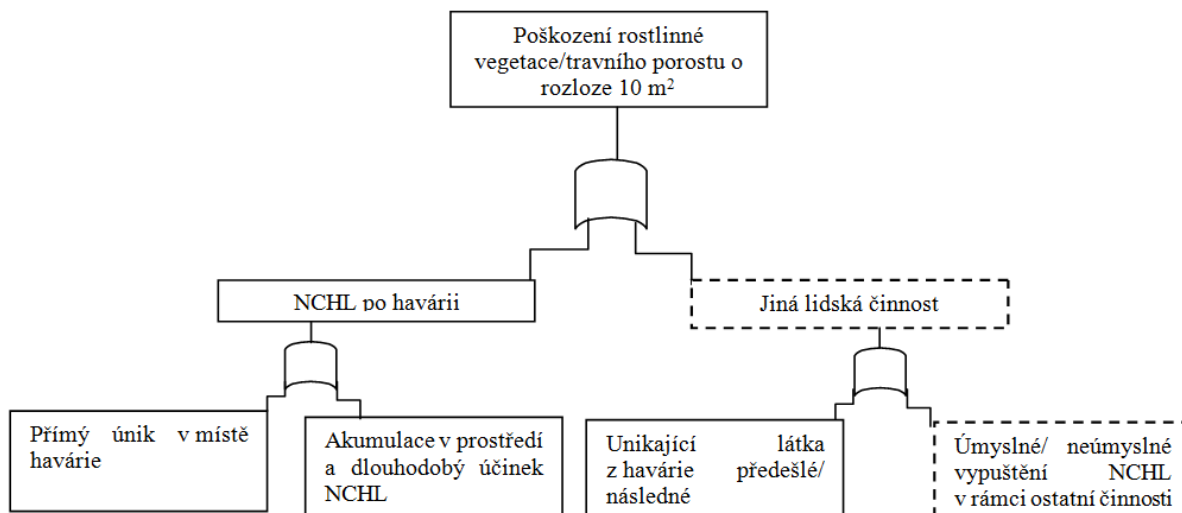 Poškození rostlinné
vegetace/travního porostu o
rozloze 10 m²
NCHL po havárii
Jiná lidská činnost
Přímý únik v místě
havárie
Akumulace v prostředí
a dlouhodobý účinek
NCHL
Unikající látka
z havárie předešlé/
následné
Úmyslné/ neúmyslné
vypuštění NCHL
v rámci ostatní činnosti